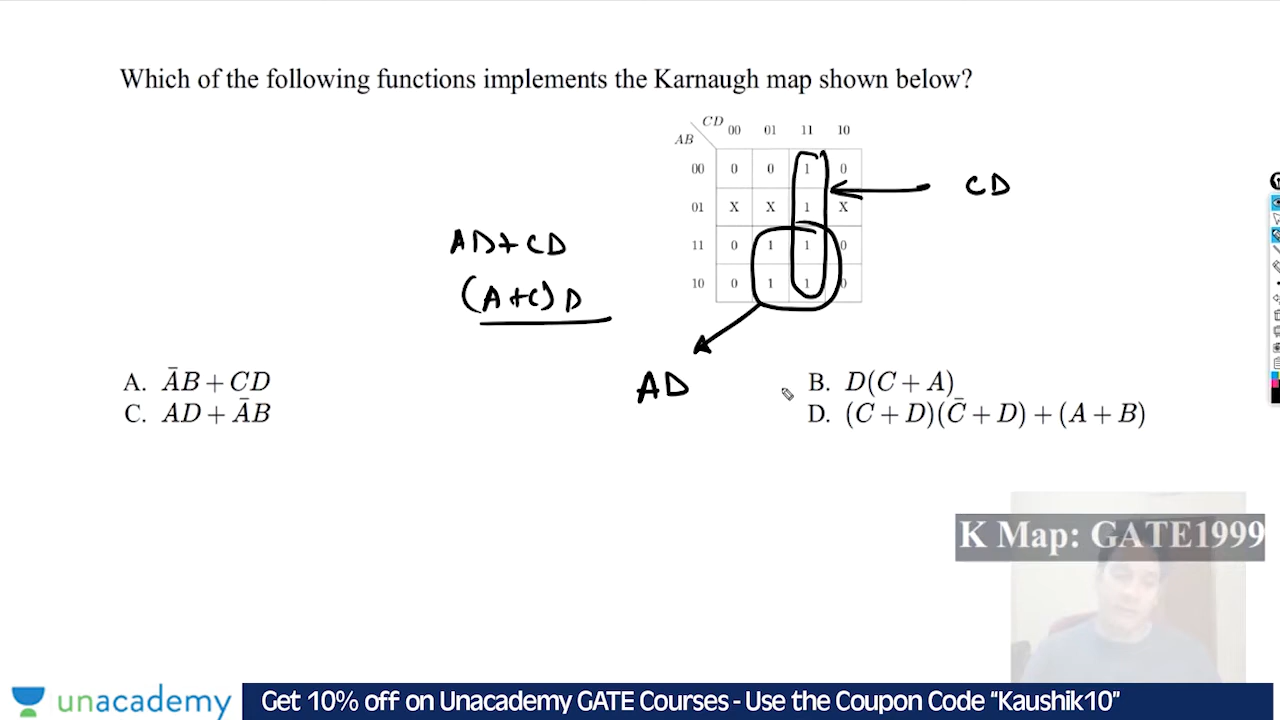 Which of the following functions implements the Karnaugh map shown below?
CD
AB
00 01 11 10
00 0 0 1 0
01 X X 1 X
11 0 1 1 0
10 0 1 1 0
CD
AD+CD
(A+C)D
AD
A. ĀB + CD
B. D(C + A)
C. AD + ĀB
D. (C + D)(C̄ + D) + (A + B)
K Map: GATE1999
unacademy
Get 10% off on Unacademy GATE Courses - Use the Coupon Code “Kaushik10”